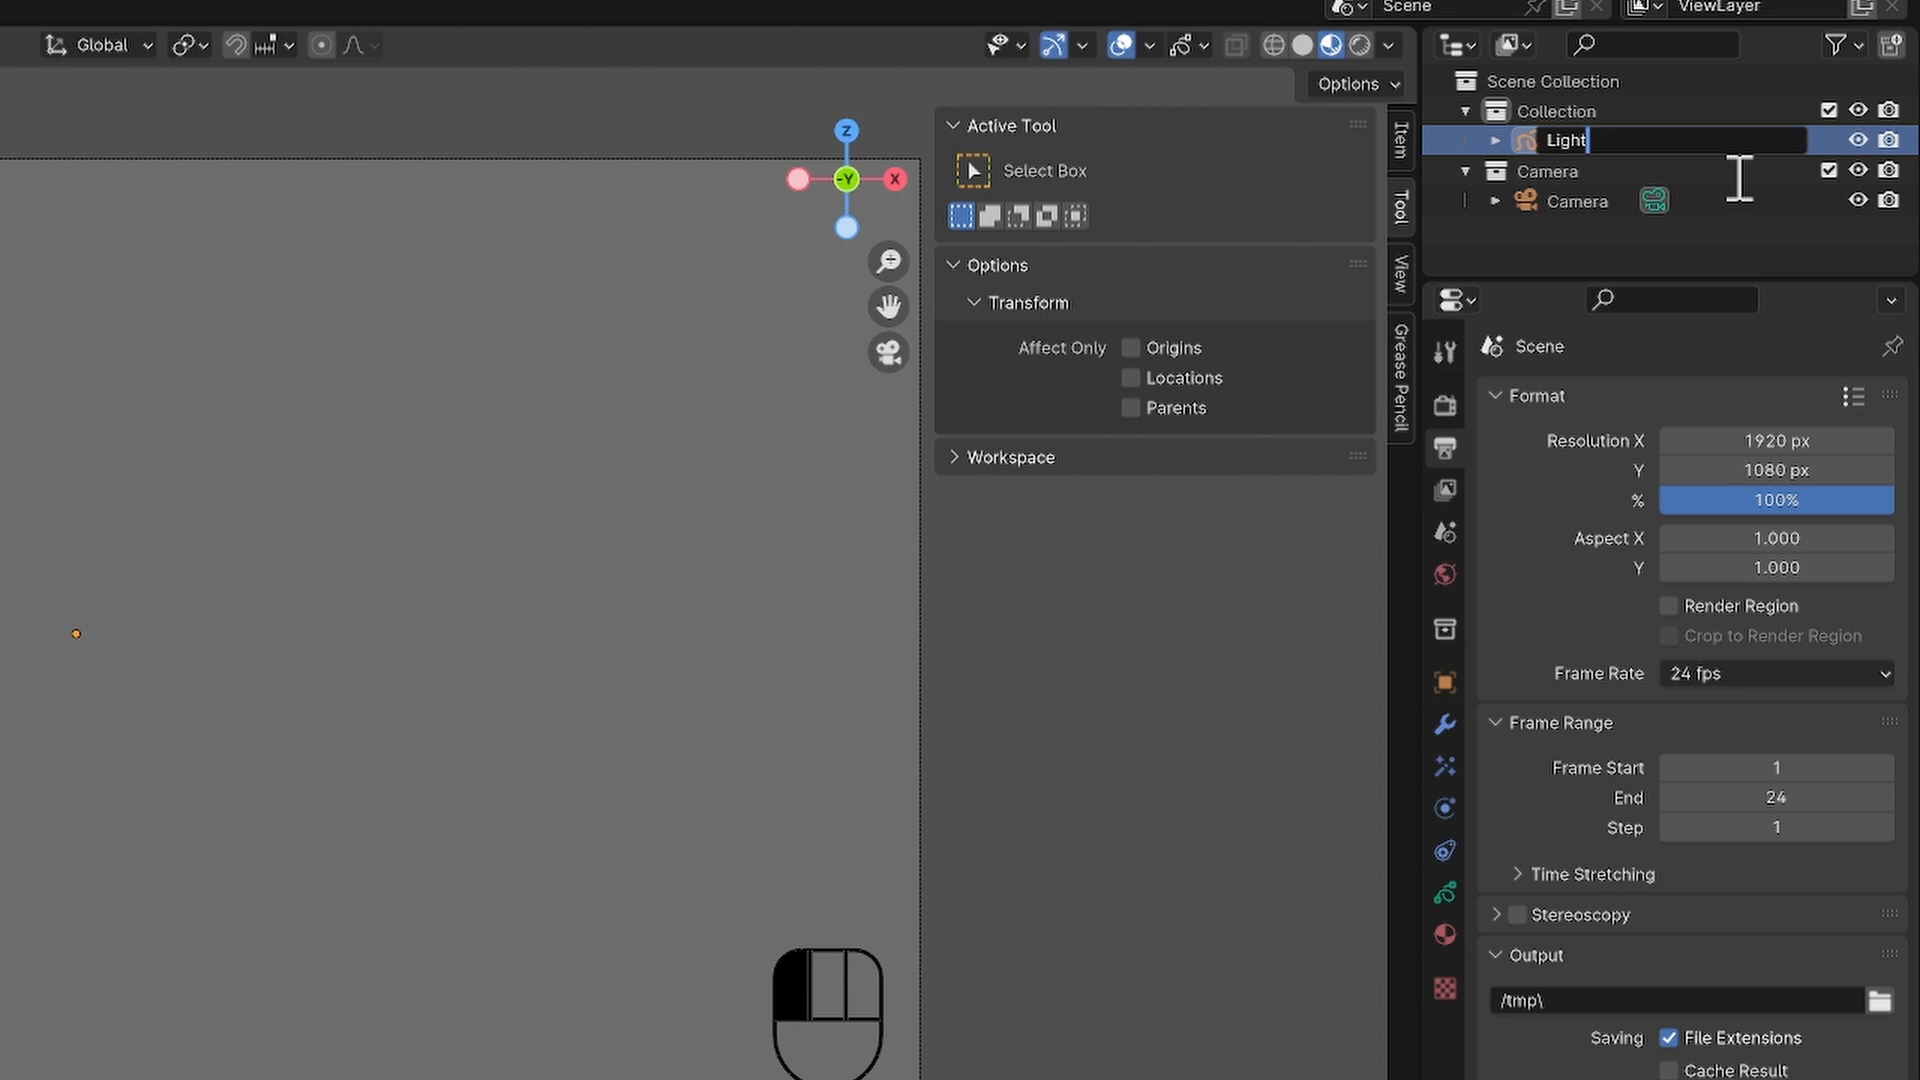 Scene
ViewLayer
Global
Options
Scene Collection
Collection
Light
Camera
Camera
Z
-Y
X
Active Tool
Select Box
Options
Transform
Affect Only
Origins
Locations
Parents
Workspace
Item
Tool
View
Grease Pencil
Scene
Format
Resolution X
1920 px
Y
1080 px
%
100%
Aspect X
1.000
Y
1.000
Render Region
Crop to Render Region
Frame Rate
24 fps
Frame Range
Frame Start
1
End
24
Step
1
Time Stretching
Stereoscopy
Output
/tmp\
Saving
File Extensions
Cache Result